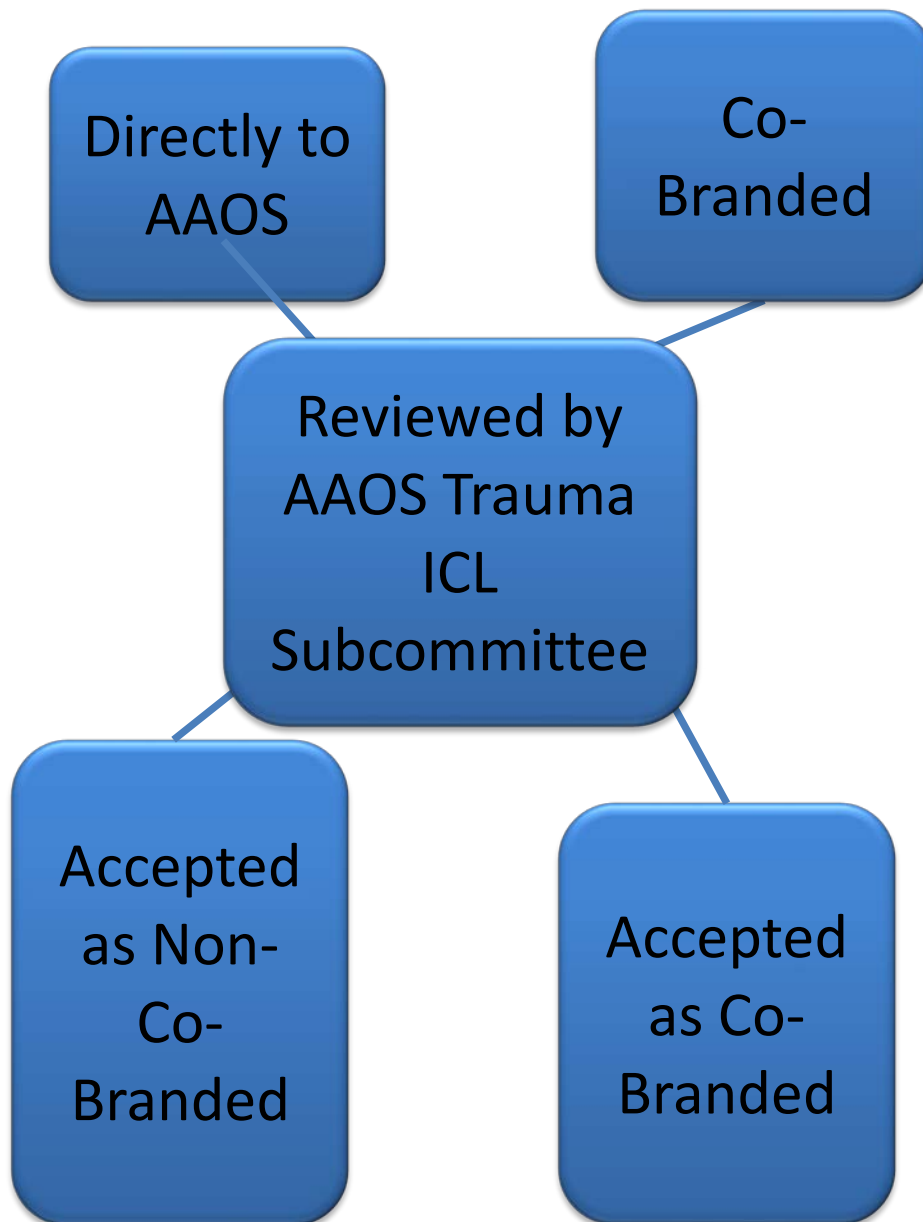 Directly to
AAOS
Co-
Branded
Reviewed by
AAOS Trauma
ICL
Subcommittee
Accepted
as Non-
Co-
Branded
Accepted
as Co-
Branded